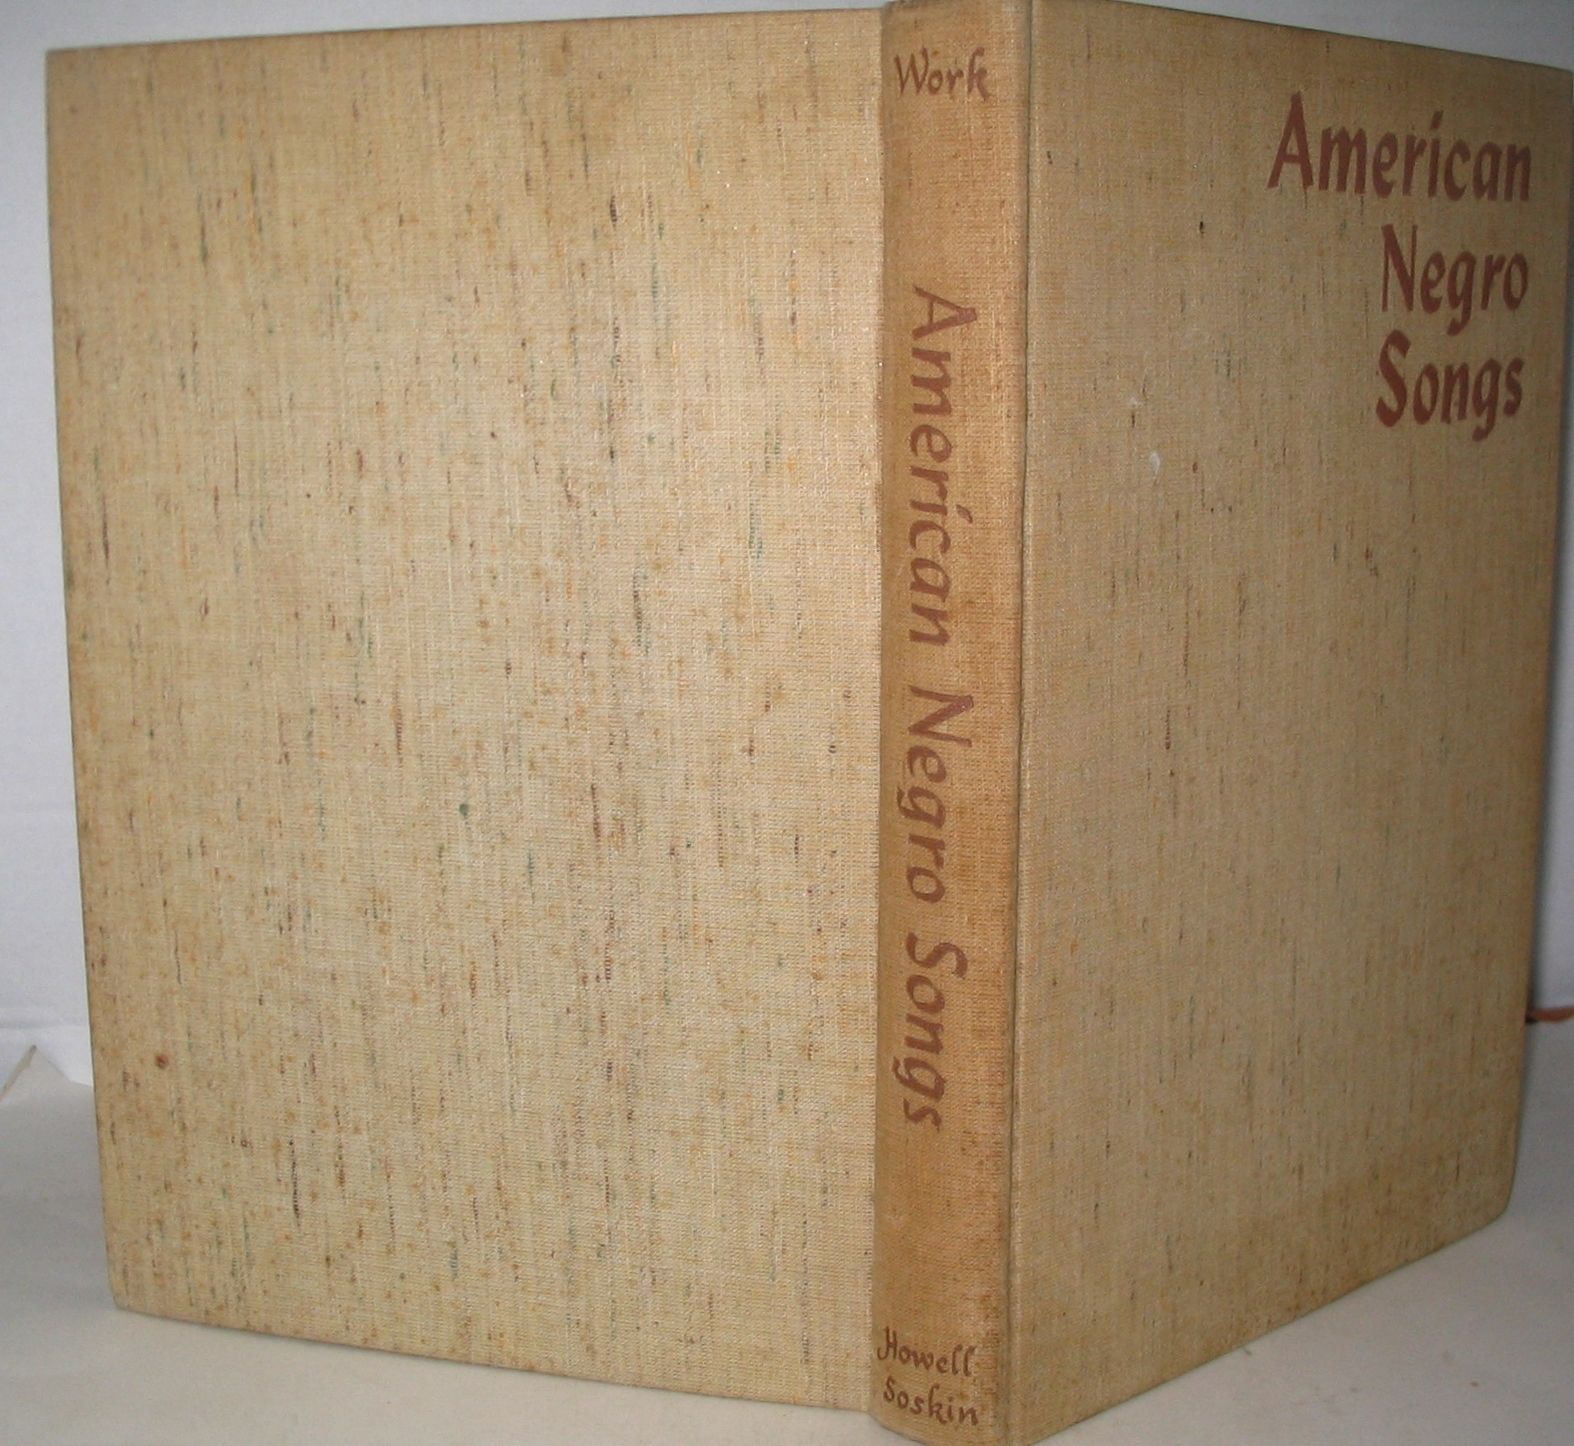 Work
American Negro Songs
Howell
Soskin
American
Negro
Songs